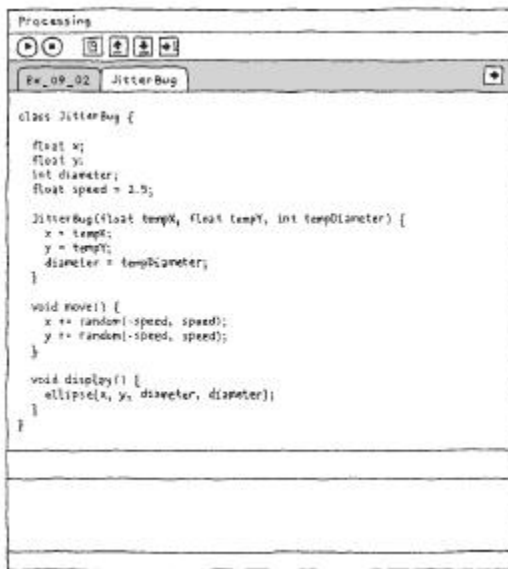 Processing
Ex_09_02 JitterBug
class JitterBug {
float x;
float y;
int diameter;
float speed = 2.5;
JitterBug(float tempX, float tempY, int tempDiameter) {
x = tempX;
y = tempY;
diameter = tempDiameter;
}
void move() {
x += random(-speed, speed);
y += random(-speed, speed);
}
void display() {
ellipse(x, y, diameter, diameter);
}
}